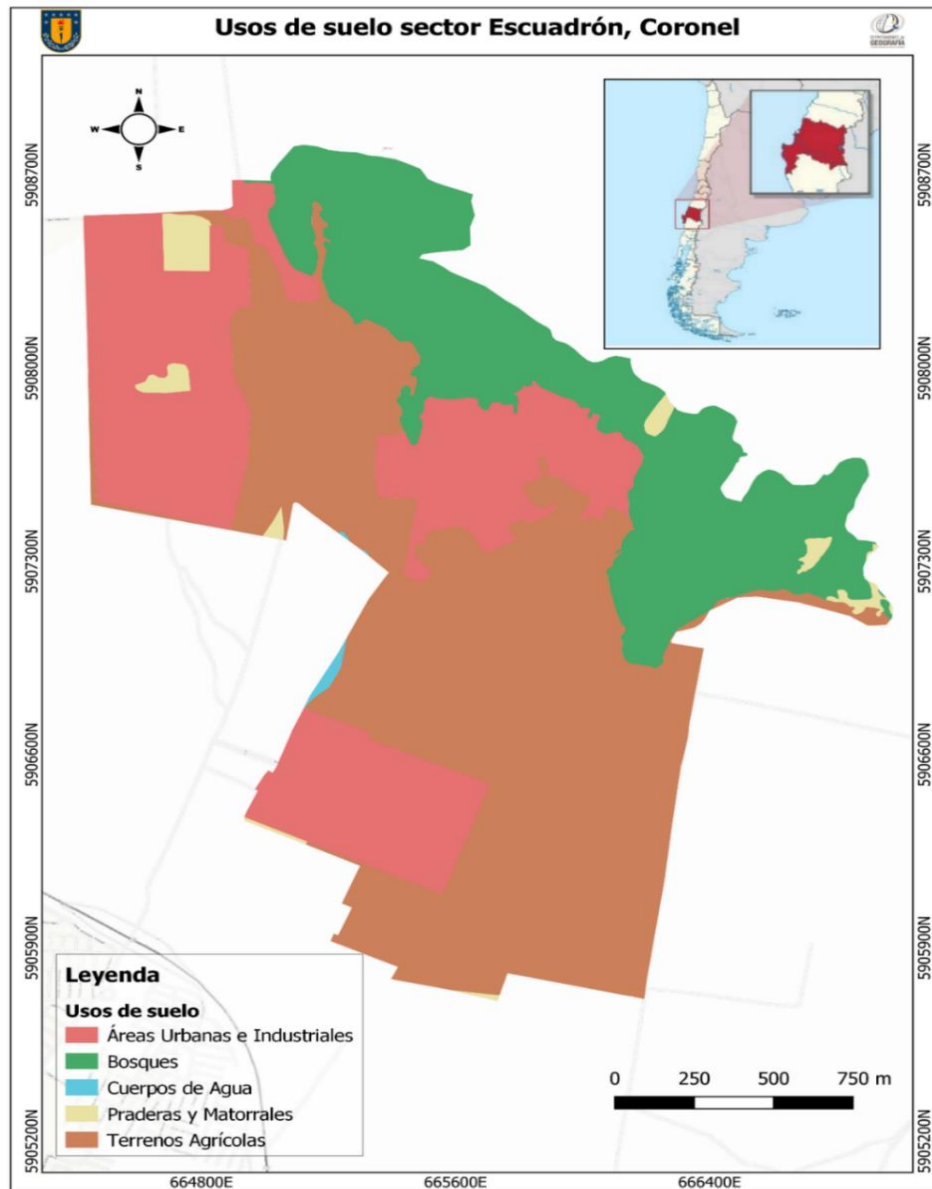 Usos de suelo sector Escuadrón, Coronel
GEOGRAFÍA
N
W
E
S
5908700N
5908700N
5908000N
5908000N
5907300N
5907300N
5906600N
5906600N
5905900N
5905900N
5905200N
5905200N
Leyenda
Usos de suelo
Áreas Urbanas e Industriales
Bosques
Cuerpos de Agua
Praderas y Matorrales
Terrenos Agrícolas
0 250 500 750 m
664800E 665600E 666400E